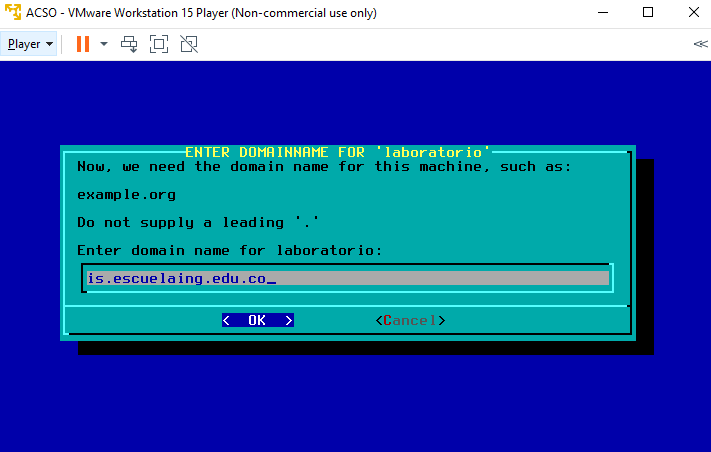 ACSO - VMware Workstation 15 Player (Non-commercial use only)
Player
ENTER DOMAINNAME FOR 'laboratorio'
Now, we need the domain name for this machine, such as:
example.org
Do not supply a leading '.'
Enter domain name for laboratorio:
is.escuelaing.edu.co_
< OK > <Cancel>